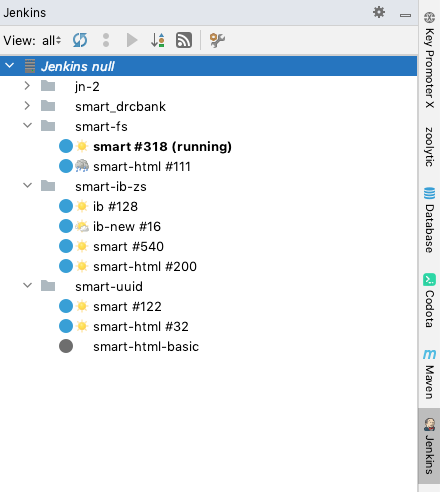 Jenkins
View: all
Jenkins null
jn-2
smart_drcbank
smart-fs
smart #318 (running)
smart-html #111
smart-ib-zs
ib #128
ib-new #16
smart #540
smart-html #200
smart-uuid
smart #122
smart-html #32
smart-html-basic
Key Promoter X
zoolytic
Database
Codota
m Maven
Jenkins